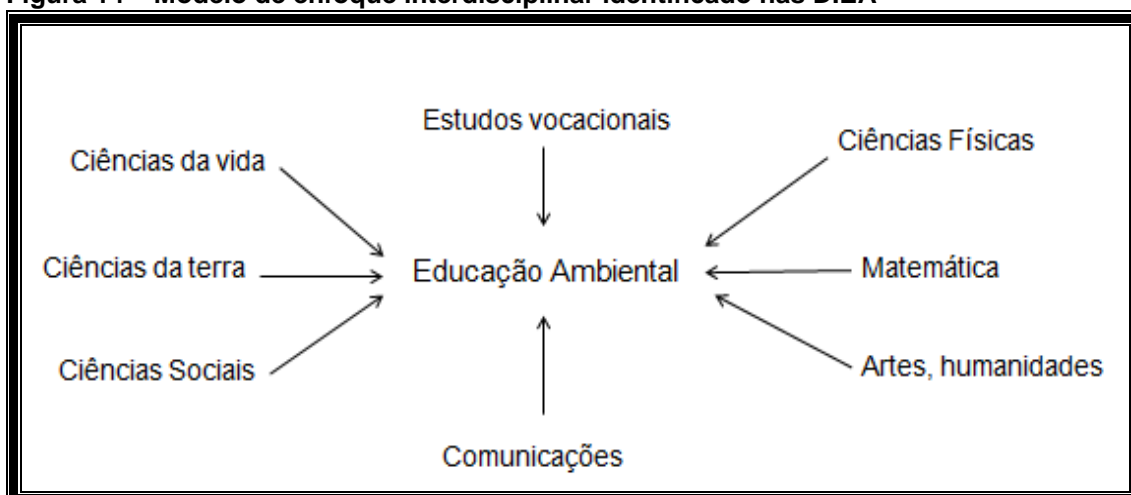 Figura – Modelo de enfoque interdisciplinar identificado nas
Estudos vocacionais
Ciências da vida
Ciências Físicas
Ciências da terra
Educação Ambiental
Matemática
Ciências Sociais
Artes, humanidades
Comunicações